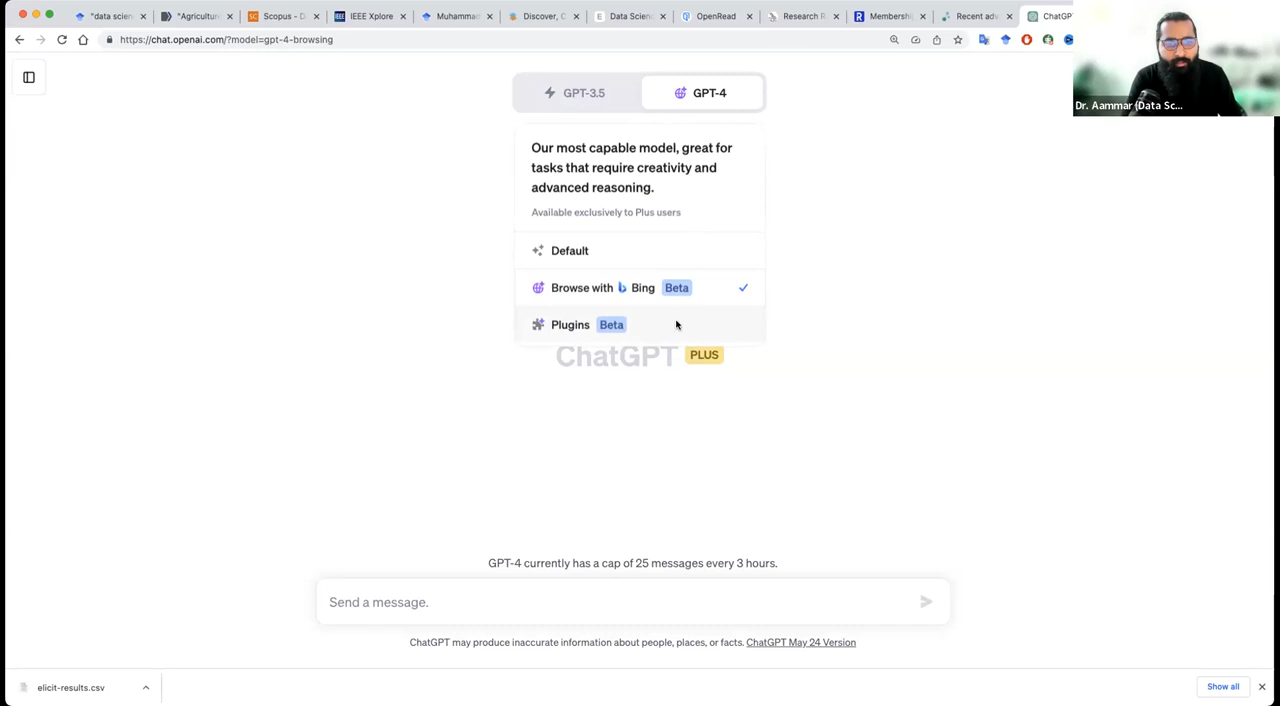 "data scien
"Agricultur
Scopus - D
IEEE Xplore
Muhammad
Discover, C
Data Scienc
OpenRead
Research R
Membership
Recent adv
ChatGPT
https://chat.openai.com/?model=gpt-4-browsing
Dr. Aammar (Data Sc...
GPT-3.5
GPT-4
Our most capable model, great for
tasks that require creativity and
advanced reasoning.
Available exclusively to Plus users
Default
Browse with Bing Beta
Plugins Beta
ChatGPT PLUS
GPT-4 currently has a cap of 25 messages every 3 hours.
Send a message.
ChatGPT may produce inaccurate information about people, places, or facts. ChatGPT May 24 Version
elicit-results.csv
Show all